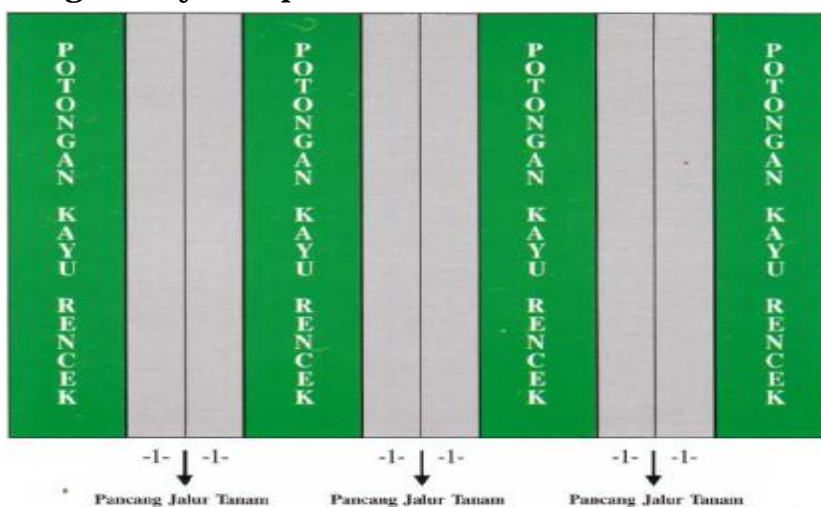 POTONGAN KAYU RENCEK
POTONGAN KAYU RENCEK
POTONGAN KAYU RENCEK
POTONGAN KAYU RENCEK
-1- -1- -1- -1- -1- -1-
Pancang Jalur Tanam Pancang Jalur Tanam Pancang Jalur Tanam